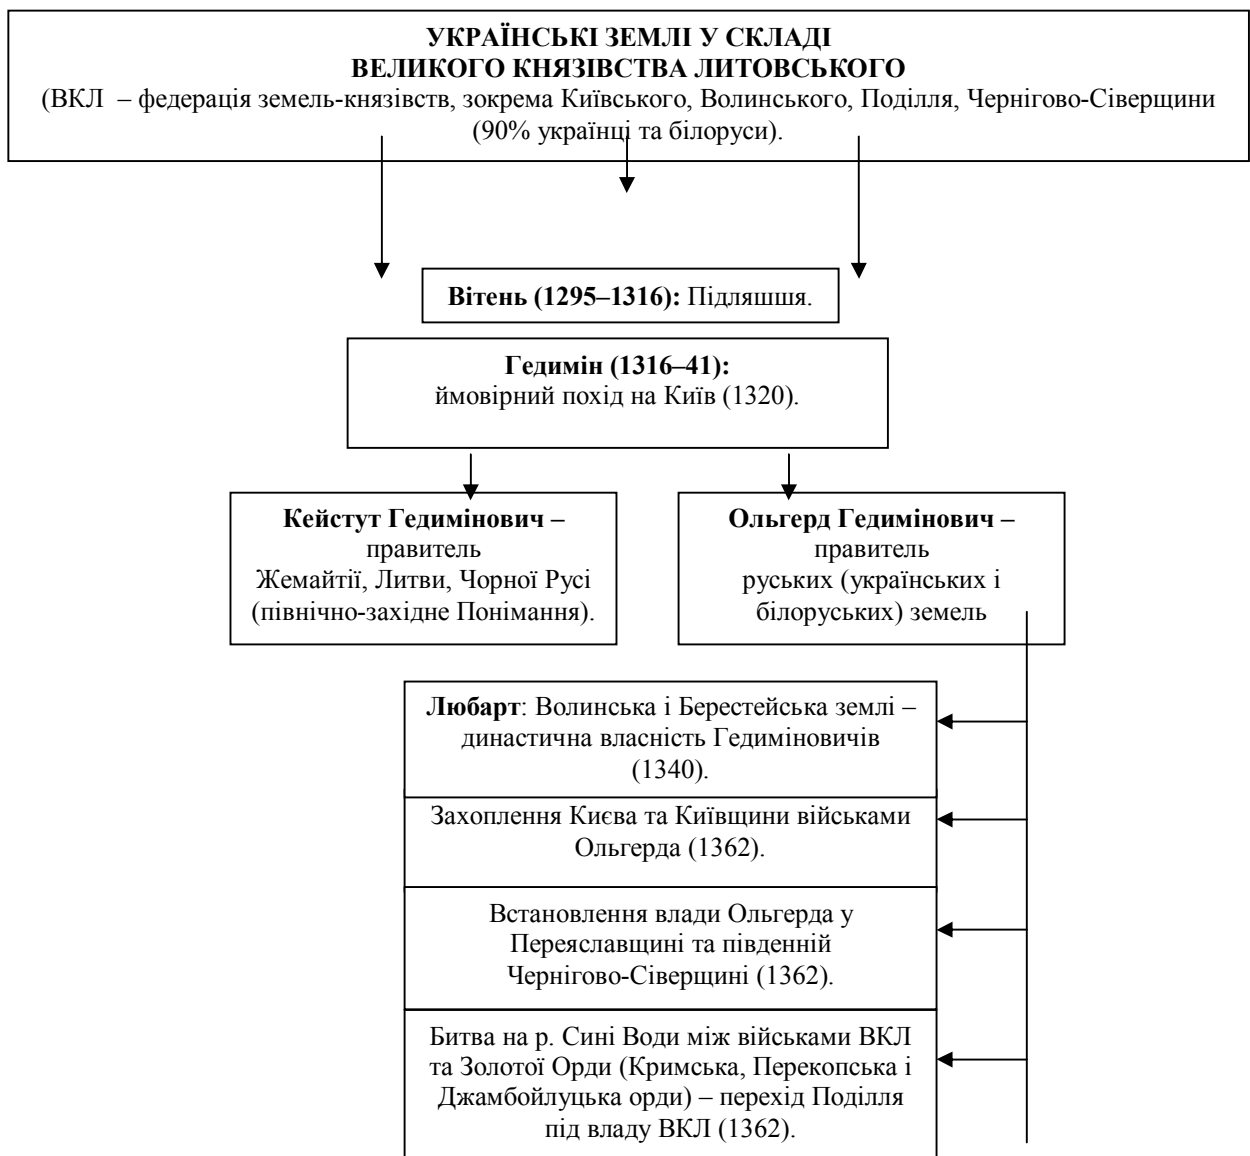 УКРАЇНСЬКІ ЗЕМЛІ У СКЛАДІ
ВЕЛИКОГО КНЯЗІВСТВА ЛИТОВСЬКОГО
(ВКЛ – федерація земель-князівств, зокрема Київського, Волинського, Поділля, Чернігово-Сіверщини
(90% українці та білоруси).
Вітень (1295–1316): Підляшшя.
Гедимін (1316–41):
ймовірний похід на Київ (1320).
Кейстут Гедимінович –
правитель
Жемайтії, Литви, Чорної Русі
(північно-західне Понімання).
Ольгерд Гедимінович –
правитель
руських (українських і
білоруських) земель
Любарт: Волинська і Берестейська землі –
династична власність Гедиміновичів
(1340).
Захоплення Києва та Київщини військами
Ольгерда (1362).
Встановлення влади Ольгерда у
Переяславщині та південній
Чернігово-Сіверщині (1362).
Битва на р. Сині Води між військами ВКЛ
та Золотої Орди (Кримська, Перекопська і
Джамбойлуцька орди) – перехід Поділля
під владу ВКЛ (1362).